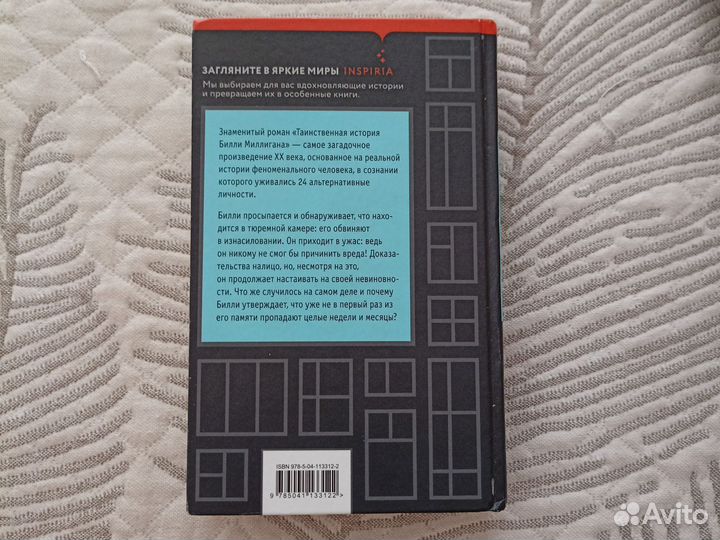 ЗАГЛЯНИТЕ В ЯРКИЕ МИРЫ INSPIRIA
Мы выбираем для вас вдохновляющие истории
и превращаем их в особенные книги.
Знаменитый роман «Таинственная история
Билли Миллигана» — самое загадочное
произведение XX века, основанное на реальной
истории феноменального человека, в сознании
которого уживались 24 альтернативные
личности.
Билли просыпается и обнаруживает, что нахо-
дится в тюремной камере: его обвиняют
в изнасиловании. Он приходит в ужас: ведь
он никому не смог бы причинить вреда! Доказа-
тельства налицо, но, несмотря на это,
он продолжает настаивать на своей невиновно-
сти. Что же случилось на самом деле и почему
Билли утверждает, что уже не в первый раз из
его памяти пропадают целые недели и месяцы?
ISBN 978-5-04-113312-2
9 785041 133122 >
Avito